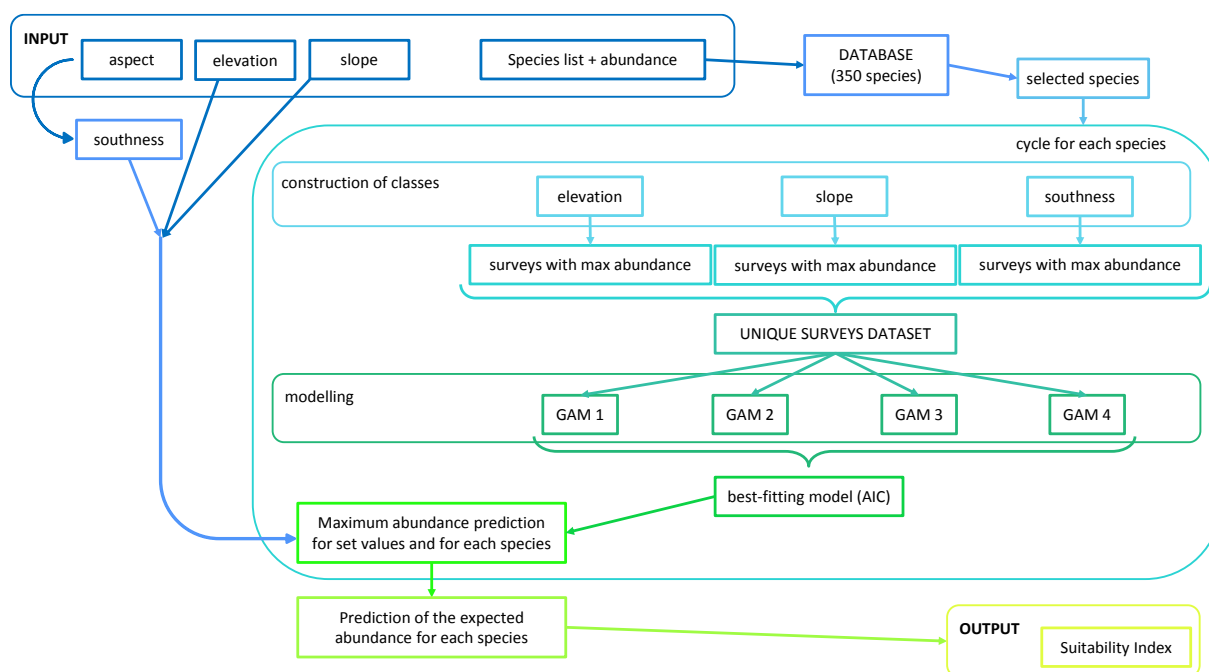 INPUT
aspect
elevation
slope
Species list + abundance
DATABASE
(350 species)
selected species
southness
cycle for each species
construction of classes
elevation
slope
southness
surveys with max abundance
surveys with max abundance
surveys with max abundance
UNIQUE SURVEYS DATASET
modelling
GAM 1
GAM 2
GAM 3
GAM 4
best-fitting model (AIC)
Maximum abundance prediction
for set values and for each species
Prediction of the expected
abundance for each species
OUTPUT
Suitability Index